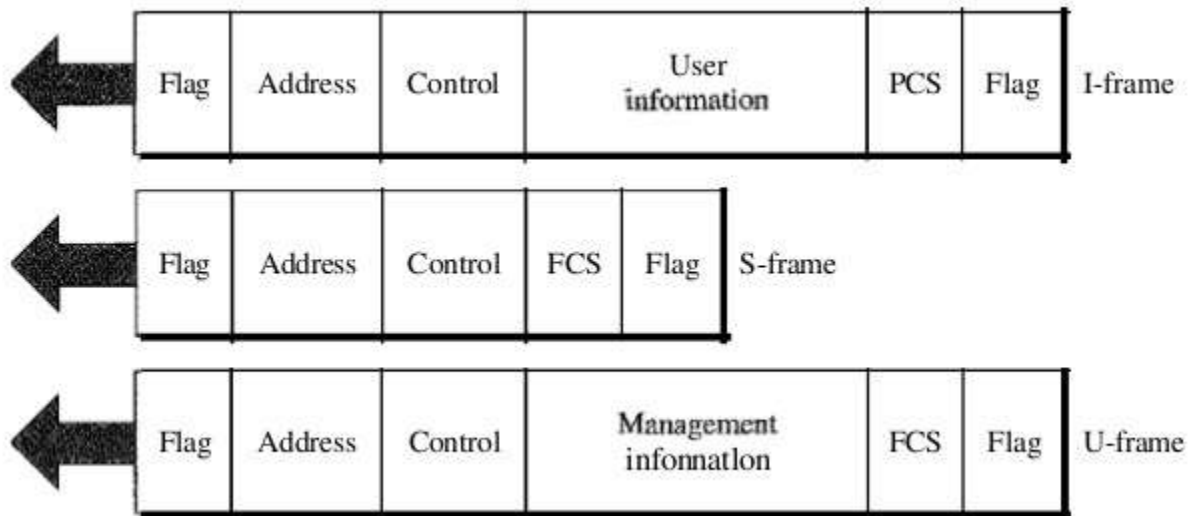 Flag Address Control User information PCS Flag I-frame
Flag Address Control FCS Flag S-frame
Flag Address Control Management infonnatlon FCS Flag U-frame